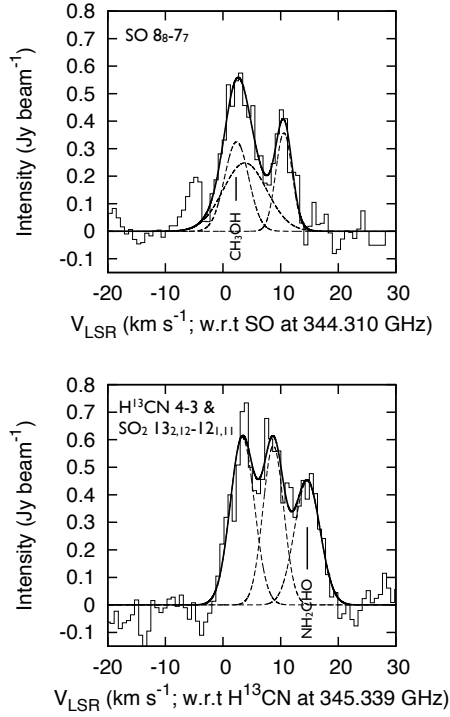 SO 8₈-7₇
Intensity (Jy beam⁻¹)
0.8
0.7
0.6
0.5
0.4
0.3
0.2
0.1
0
-0.1
CH₃OH
-20 -10 0 10 20 30
V_LSR (km s⁻¹; w.r.t SO at 344.310 GHz)
H¹³CN 4-3 &
SO₂ 13₂,₁₂-12₁,₁₁
Intensity (Jy beam⁻¹)
0.8
0.7
0.6
0.5
0.4
0.3
0.2
0.1
0
-0.1
NH₂CHO
-20 -10 0 10 20 30
V_LSR (km s⁻¹; w.r.t H¹³CN at 345.339 GHz)